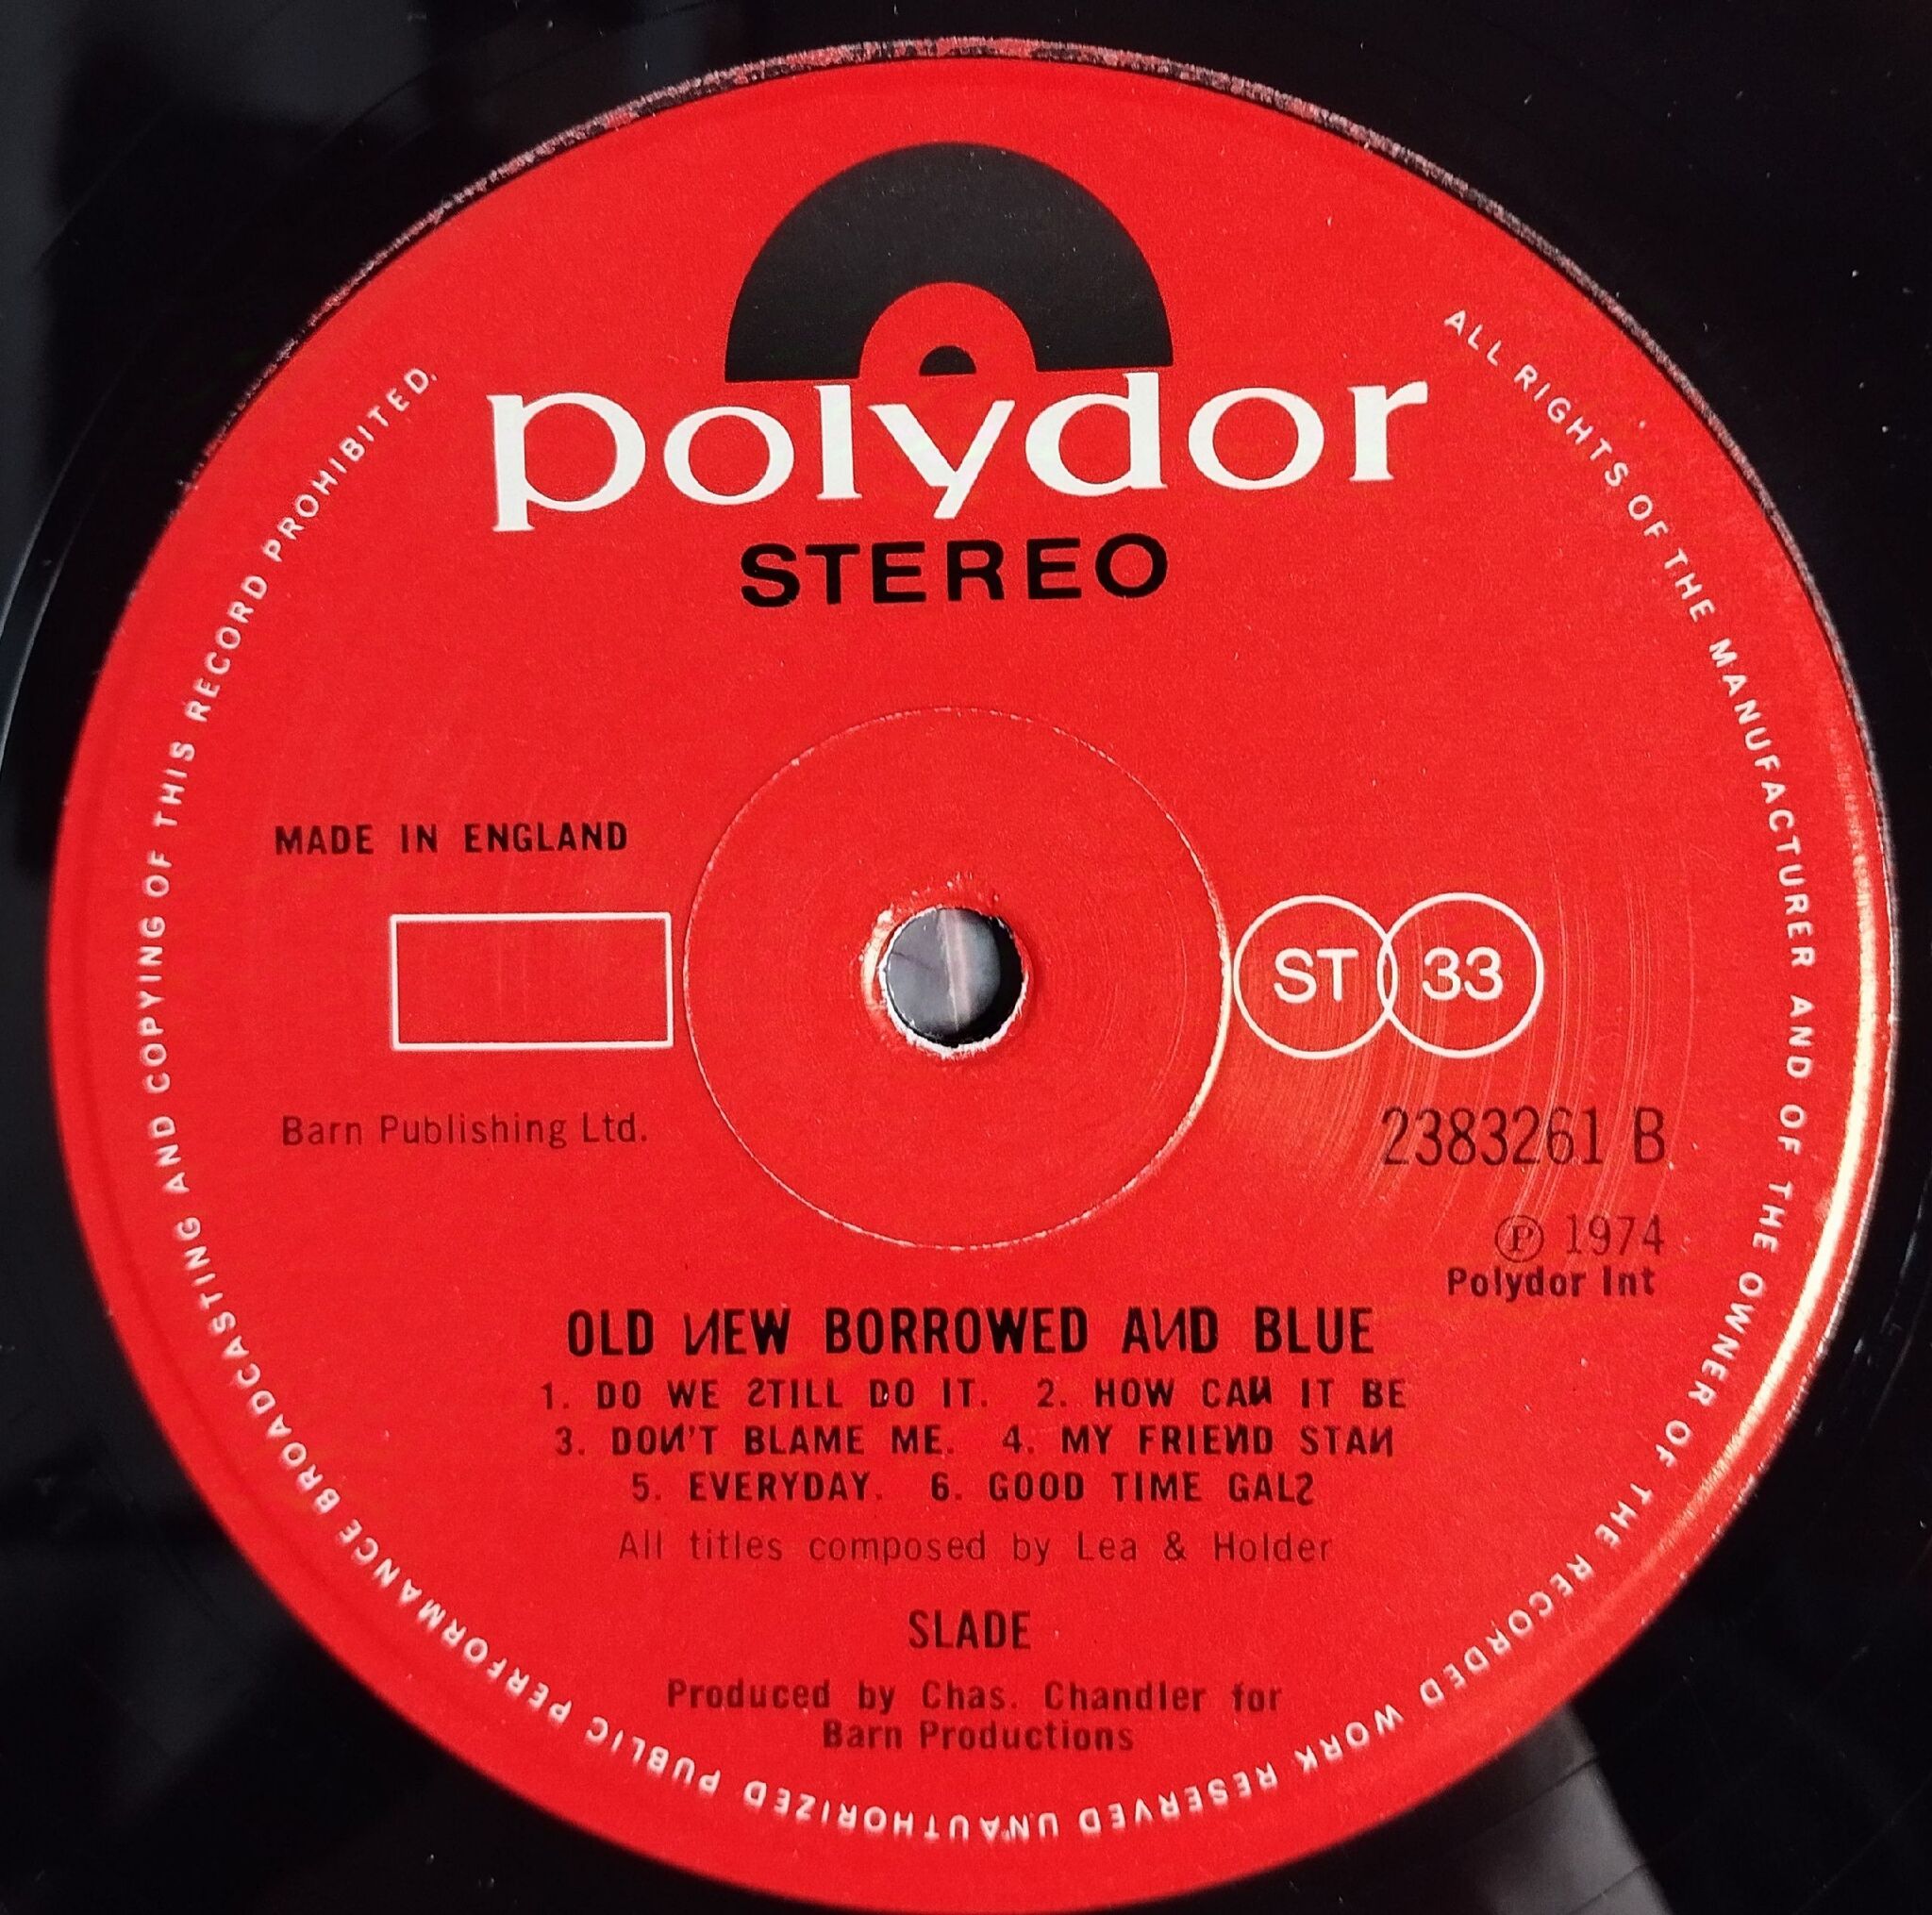 polydor
STEREO
MADE IN ENGLAND
ST 33
Barn Publishing Ltd.
2383261 B
℗ 1974
Polydor Int
OLD ИEW BORROWED AИD BLUE
1. DO WE ƧTILL DO IT. 2. HOW CAИ IT BE
3. DOИ'T BLAME ME. 4. MY FRIEИD STAИ
5. EVERYDAY. 6. GOOD TIME GALƧ
All titles composed by Lea & Holder
SLADE
Produced by Chas. Chandler for
Barn Productions
ALL RIGHTS OF THE MANUFACTURER AND OF THE OWNER OF THE RECORDED WORK RESERVED UNAUTHORIZED PUBLIC PERFORMANCE BROADCASTING AND COPYING OF THIS RECORD PROHIBITED.